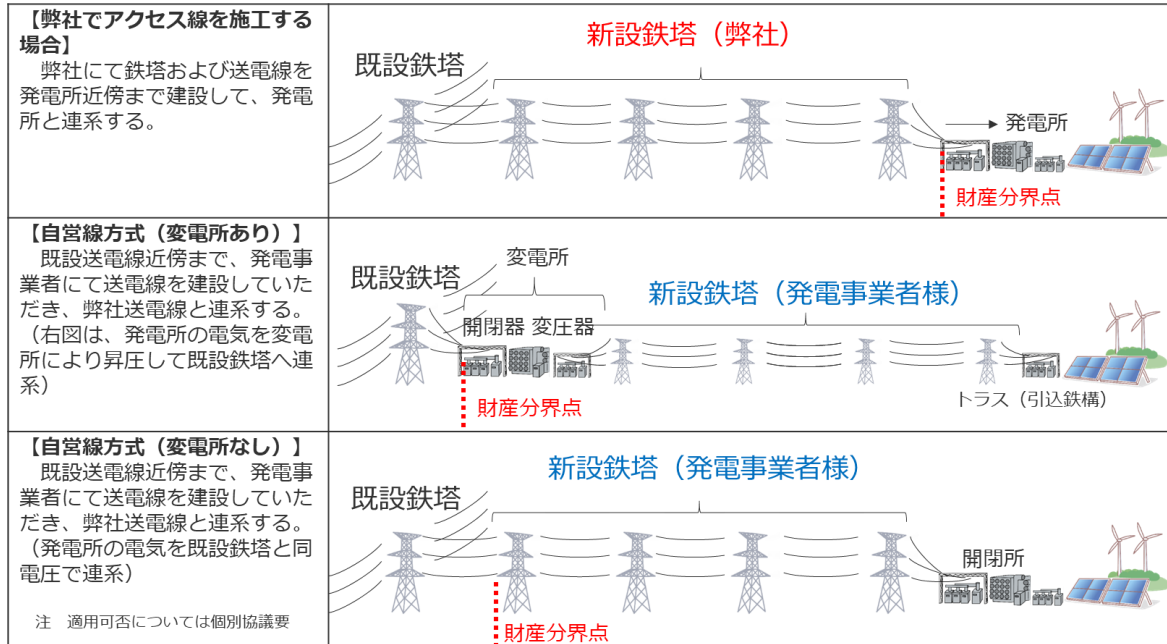 【弊社でアクセス線を施工する
場合】
　弊社にて鉄塔および送電線を
発電所近傍まで建設して、発電
所と連系する。
新設鉄塔（弊社）
既設鉄塔
発電所
財産分界点
【自営線方式（変電所あり）】
　既設送電線近傍まで、発電事
業者にて送電線を建設していた
だき、弊社送電線と連系する。
（右図は、発電所の電気を変電
所により昇圧して既設鉄塔へ連
系）
変電所
既設鉄塔
新設鉄塔（発電事業者様）
開閉器 変圧器
トラス（引込鉄構）
財産分界点
【自営線方式（変電所なし）】
　既設送電線近傍まで、発電事
業者にて送電線を建設していた
だき、弊社送電線と連系する。
（発電所の電気を既設鉄塔と同
電圧で連系）
注　適用可否については個別協議要
新設鉄塔（発電事業者様）
既設鉄塔
開閉所
財産分界点